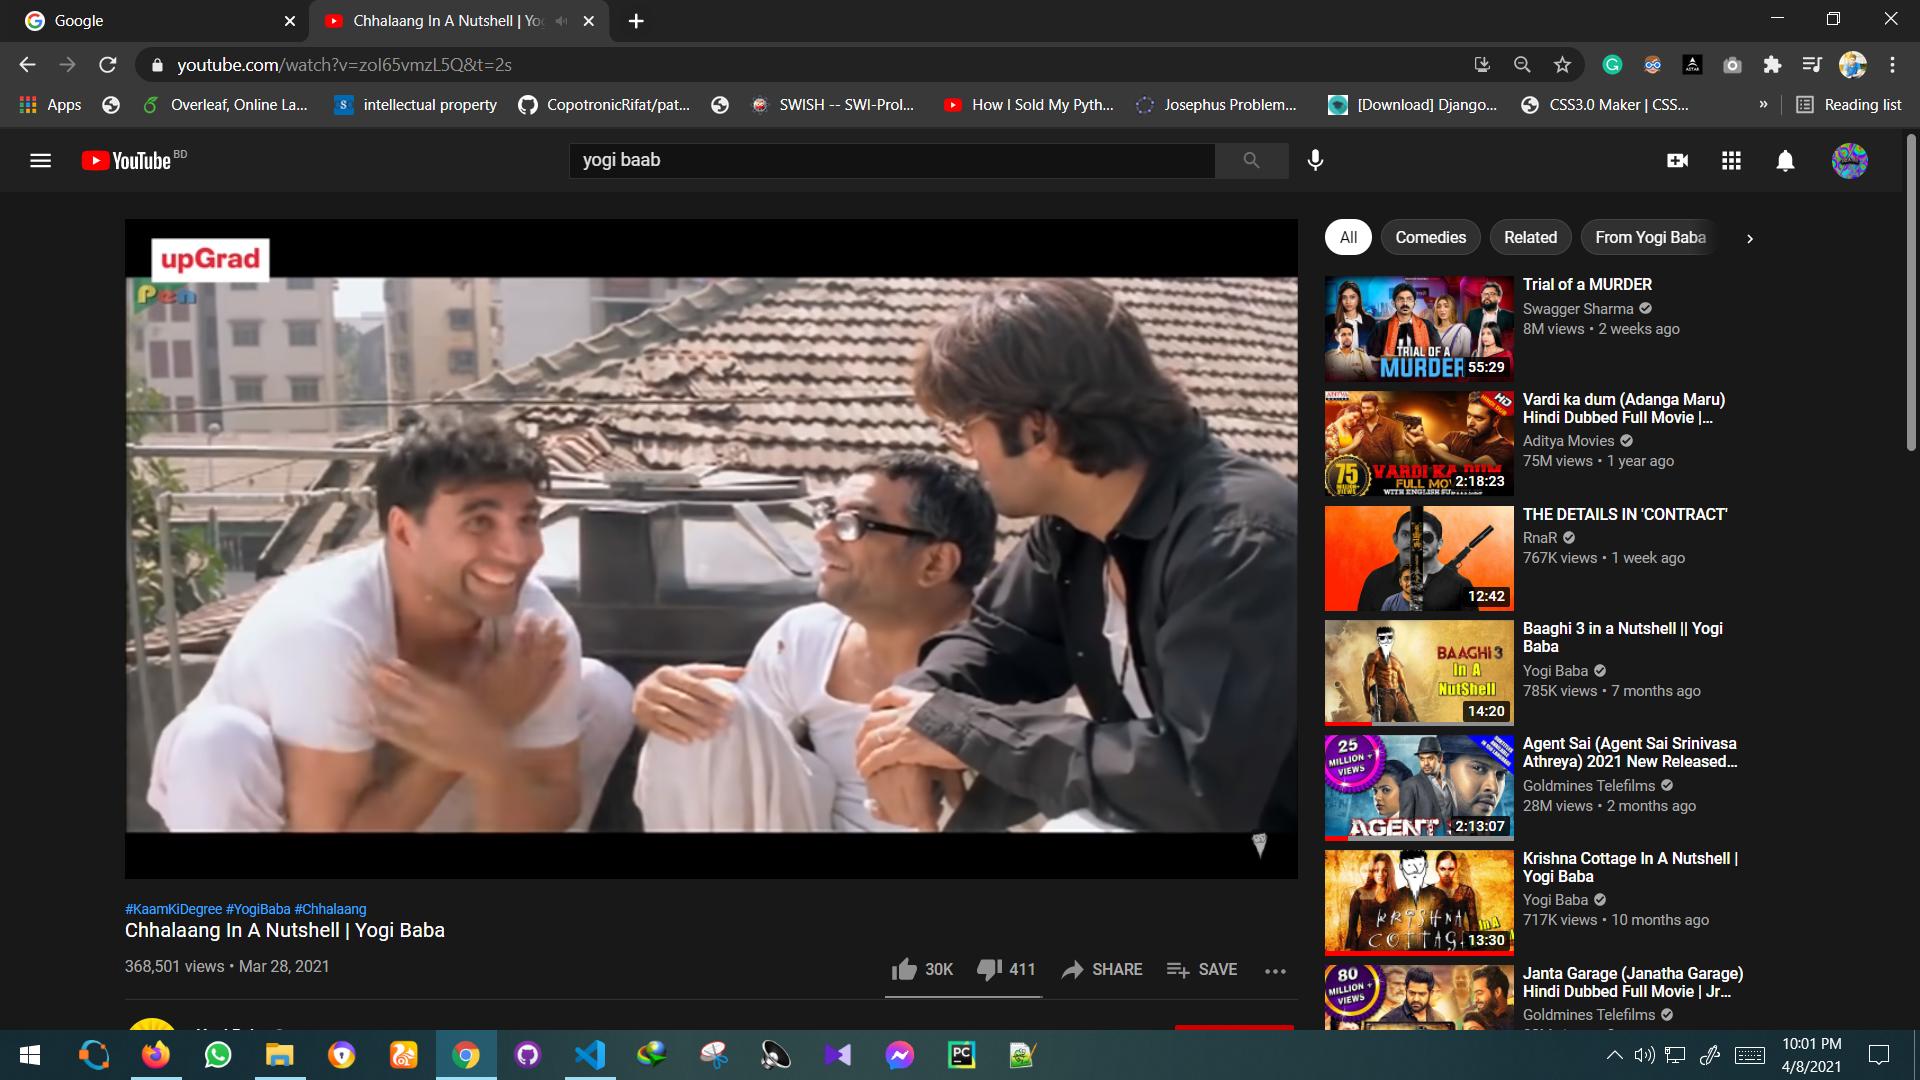 Google
Chhalaang In A Nutshell | Yo
youtube.com/watch?v=zoI65vmzL5Q&t=2s
Apps
Overleaf, Online La...
intellectual property
CopotronicRifat/pat...
SWISH -- SWI-Prol...
How I Sold My Pyth...
Josephus Problem...
[Download] Django...
CSS3.0 Maker | CSS...
»
Reading list
YouTube BD
yogi baab
upGrad
Pen
All
Comedies
Related
From Yogi Baba
TRIAL OF A
MURDER
55:29
Trial of a MURDER
Swagger Sharma
8M views • 2 weeks ago
HD
75
VARDI KA DUM
FULL MOV
2:18:23
Vardi ka dum (Adanga Maru)
Hindi Dubbed Full Movie |...
Aditya Movies
75M views • 1 year ago
12:42
THE DETAILS IN 'CONTRACT'
RnaR
767K views • 1 week ago
BAAGHI 3
In A
NutShell
14:20
Baaghi 3 in a Nutshell || Yogi
Baba
Yogi Baba
785K views • 7 months ago
25
MILLION +
VIEWS
AGENT
2:13:07
Agent Sai (Agent Sai Srinivasa
Athreya) 2021 New Released...
Goldmines Telefilms
28M views • 2 months ago
KRISHNA
COTTAG
In A
13:30
Krishna Cottage In A Nutshell |
Yogi Baba
Yogi Baba
717K views • 10 months ago
80
MILLION +
VIEWS
Janta Garage (Janatha Garage)
Hindi Dubbed Full Movie | Jr...
Goldmines Telefilms
#KaamKiDegree #YogiBaba #Chhalaang
Chhalaang In A Nutshell | Yogi Baba
368,501 views • Mar 28, 2021
30K
411
SHARE
SAVE
PC
10:01 PM
4/8/2021